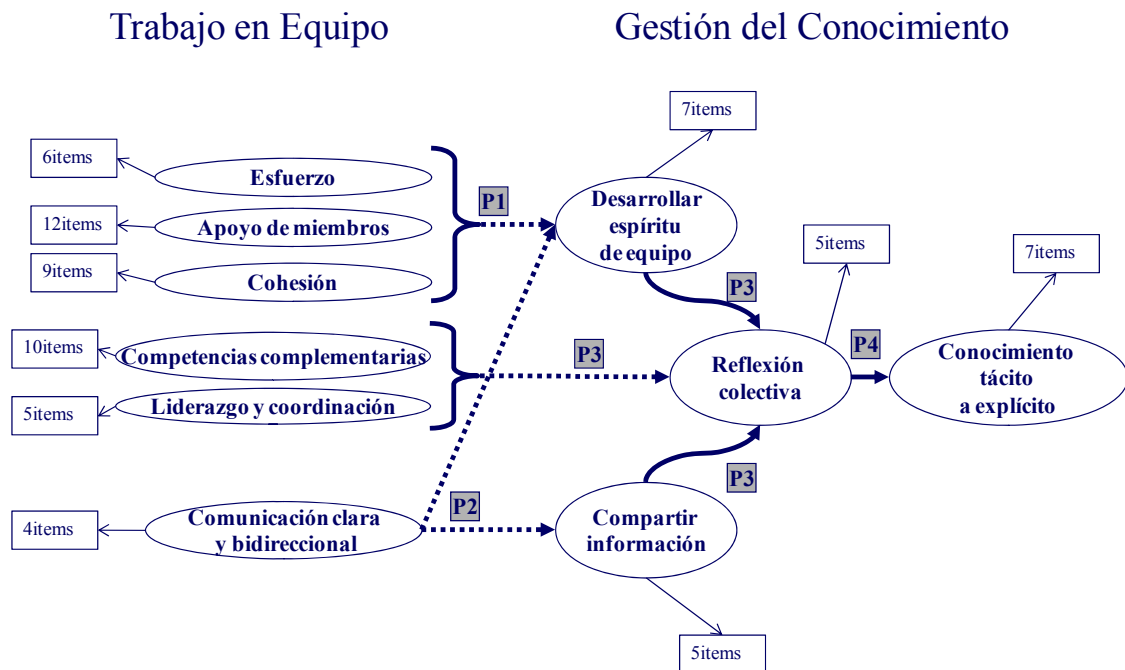 Trabajo en Equipo
Gestión del Conocimiento
7items
6items
Esfuerzo
P1
Desarrollar
espíritu
de equipo
12items
Apoyo de miembros
5items
7items
9items
Cohesión
P3
10items
Competencias complementarias
P3
Reflexión
colectiva
P4
Conocimiento
tácito
a explícito
5items
Liderazgo y coordinación
P3
4items
Comunicación clara
y bidireccional
P2
Compartir
información
5items